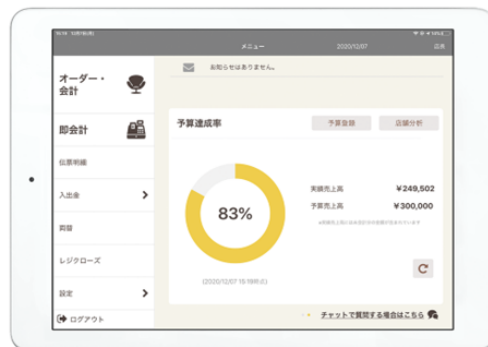 メニュー
2020/12/07
お知らせはありません。
オーダー・
会計
即会計
伝票明細
入出金
両替
レジクローズ
設定
ログアウト
予算達成率
予算登録
店舗分析
83%
実績売上高 ¥249,502
予算売上高 ¥300,000
チャットで質問する場合はこちら